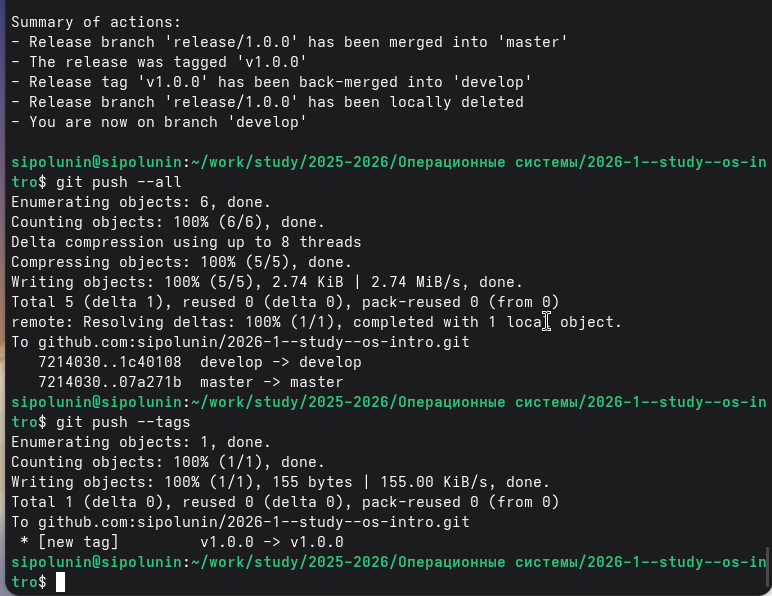 Summary of actions:
- Release branch 'release/1.0.0' has been merged into 'master'
- The release was tagged 'v1.0.0'
- Release tag 'v1.0.0' has been back-merged into 'develop'
- Release branch 'release/1.0.0' has been locally deleted
- You are now on branch 'develop'
sipolunin@sipolunin:~/work/study/2025-2026/Операционные системы/2026-1--study--os-in
tro$ git push --all
Enumerating objects: 6, done.
Counting objects: 100% (6/6), done.
Delta compression using up to 8 threads
Compressing objects: 100% (5/5), done.
Writing objects: 100% (5/5), 2.74 KiB | 2.74 MiB/s, done.
Total 5 (delta 1), reused 0 (delta 0), pack-reused 0 (from 0)
remote: Resolving deltas: 100% (1/1), completed with 1 local object.
To github.com:sipolunin/2026-1--study--os-intro.git
   7214030..1c40108  develop -> develop
   7214030..07a271b  master -> master
sipolunin@sipolunin:~/work/study/2025-2026/Операционные системы/2026-1--study--os-in
tro$ git push --tags
Enumerating objects: 1, done.
Counting objects: 100% (1/1), done.
Writing objects: 100% (1/1), 155 bytes | 155.00 KiB/s, done.
Total 1 (delta 0), reused 0 (delta 0), pack-reused 0 (from 0)
To github.com:sipolunin/2026-1--study--os-intro.git
 * [new tag]         v1.0.0 -> v1.0.0
sipolunin@sipolunin:~/work/study/2025-2026/Операционные системы/2026-1--study--os-in
tro$